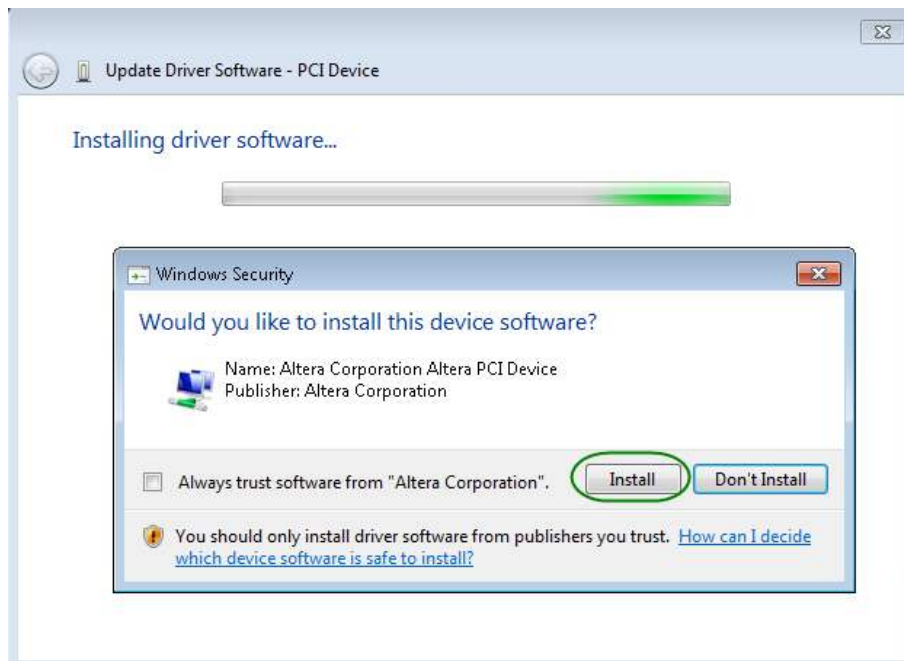 Update Driver Software - PCI Device
Installing driver software...
Windows Security
Would you like to install this device software?
Name: Altera Corporation Altera PCI Device
Publisher: Altera Corporation
Always trust software from "Altera Corporation".
Install
Don't Install
You should only install driver software from publishers you trust. How can I decide
which device software is safe to install?